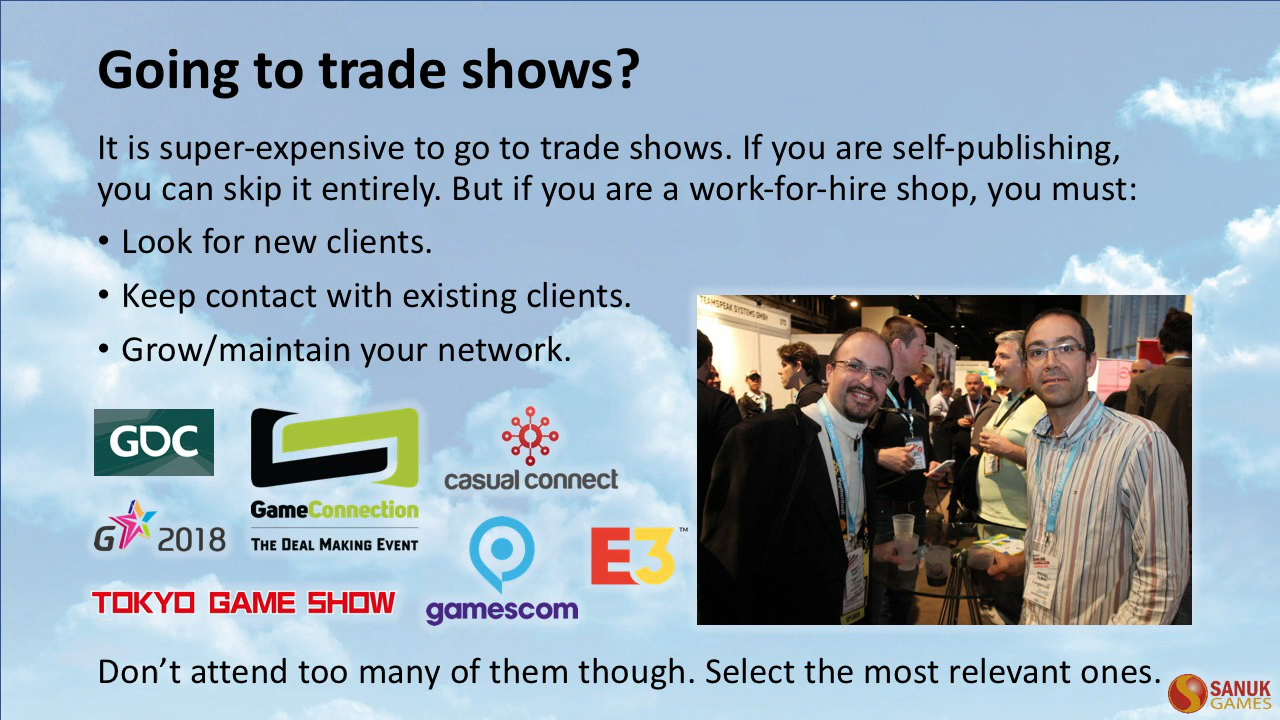 Going to trade shows?
It is super-expensive to go to trade shows. If you are self-publishing,
you can skip it entirely. But if you are a work-for-hire shop, you must:
• Look for new clients.
• Keep contact with existing clients.
• Grow/maintain your network.
TEAMSPEAK SYSTEMS GMBH
GDC
GameConnection
THE DEAL MAKING EVENT
casual connect
G 2018
gamescom
E3™
TOKYO GAME SHOW
Don’t attend too many of them though. Select the most relevant ones.
SANUK
GAMES